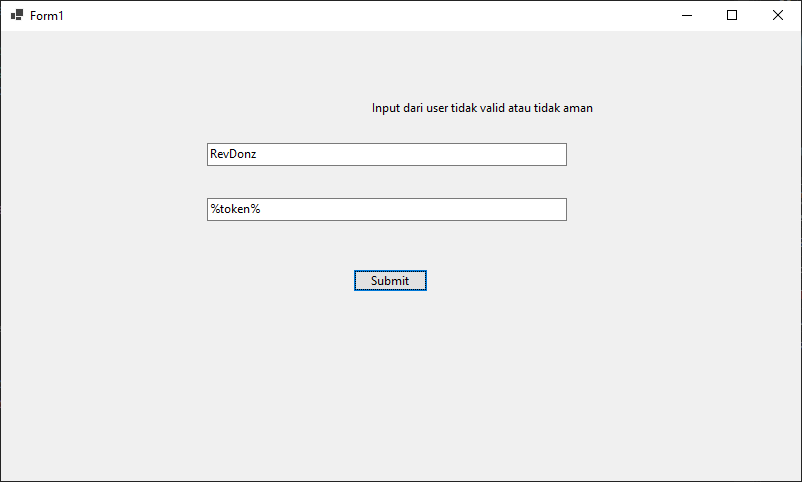 Form1
Input dari user tidak valid atau tidak aman
RevDonz
%token%
Submit